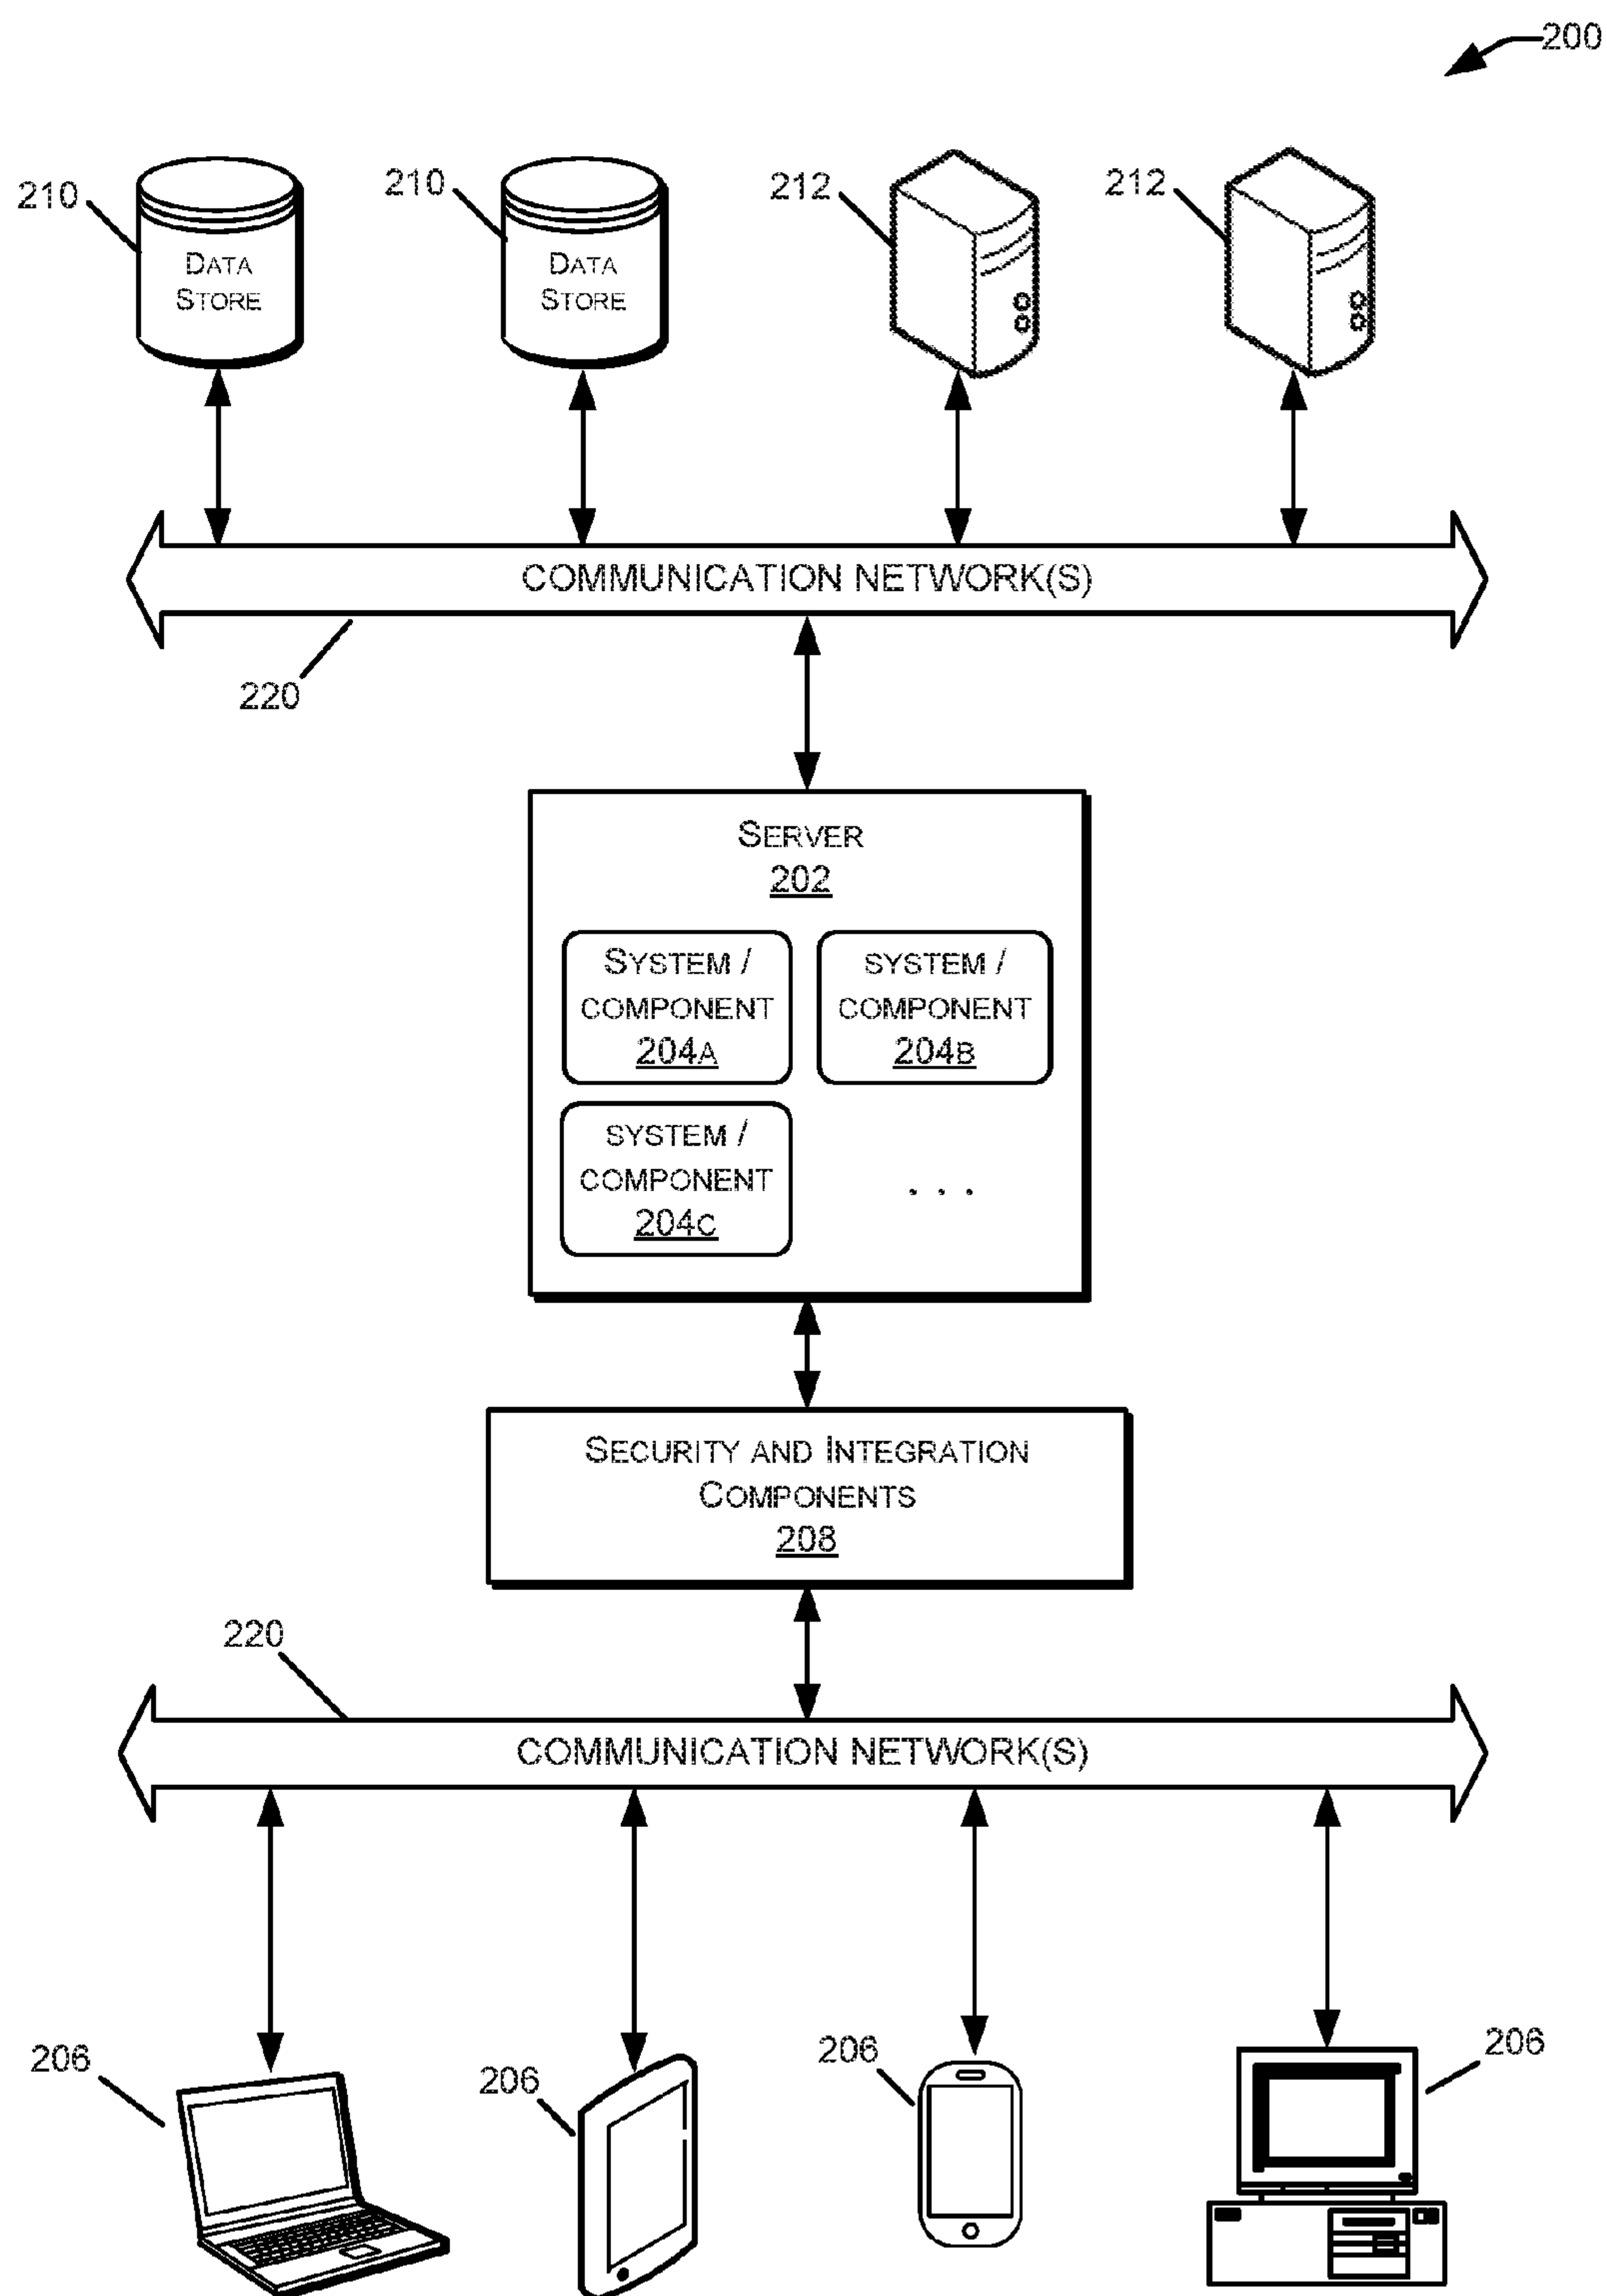 200
210
210
212
212
DATA
STORE
DATA
STORE
COMMUNICATION NETWORK(S)
220
SERVER
202
SYSTEM /
COMPONENT
204A
SYSTEM /
COMPONENT
204B
SYSTEM /
COMPONENT
204C
. . .
SECURITY AND INTEGRATION
COMPONENTS
208
220
COMMUNICATION NETWORK(S)
206
206
206
206